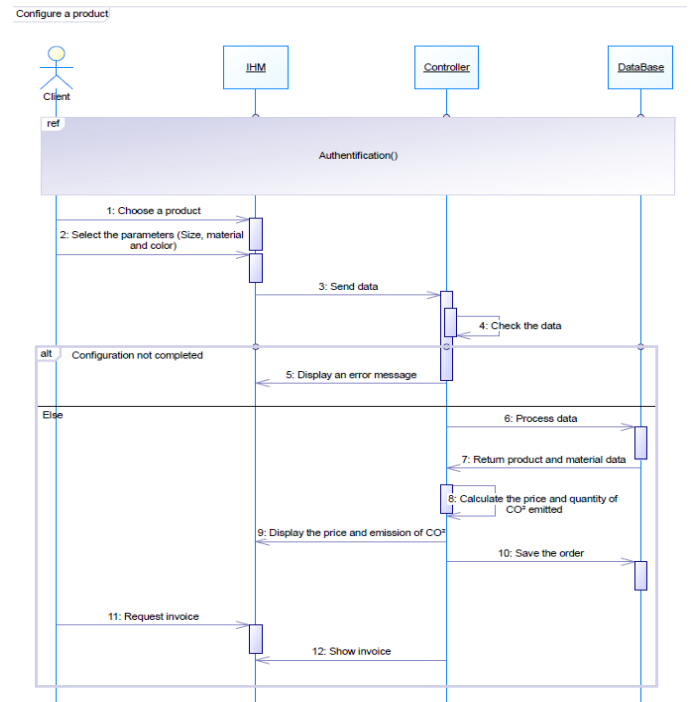 Configure a product
IHM
Controller
DataBase
Client
ref
Authentification()
1: Choose a product
2: Select the parameters (Size, material
and color)
3: Send data
4: Check the data
alt
Configuration not completed
5: Display an error message
Else
6: Process data
7: Return product and material data
8: Calculate the price and quantity of
CO² emitted
9: Display the price and emission of CO²
10: Save the order
11: Request invoice
12: Show invoice